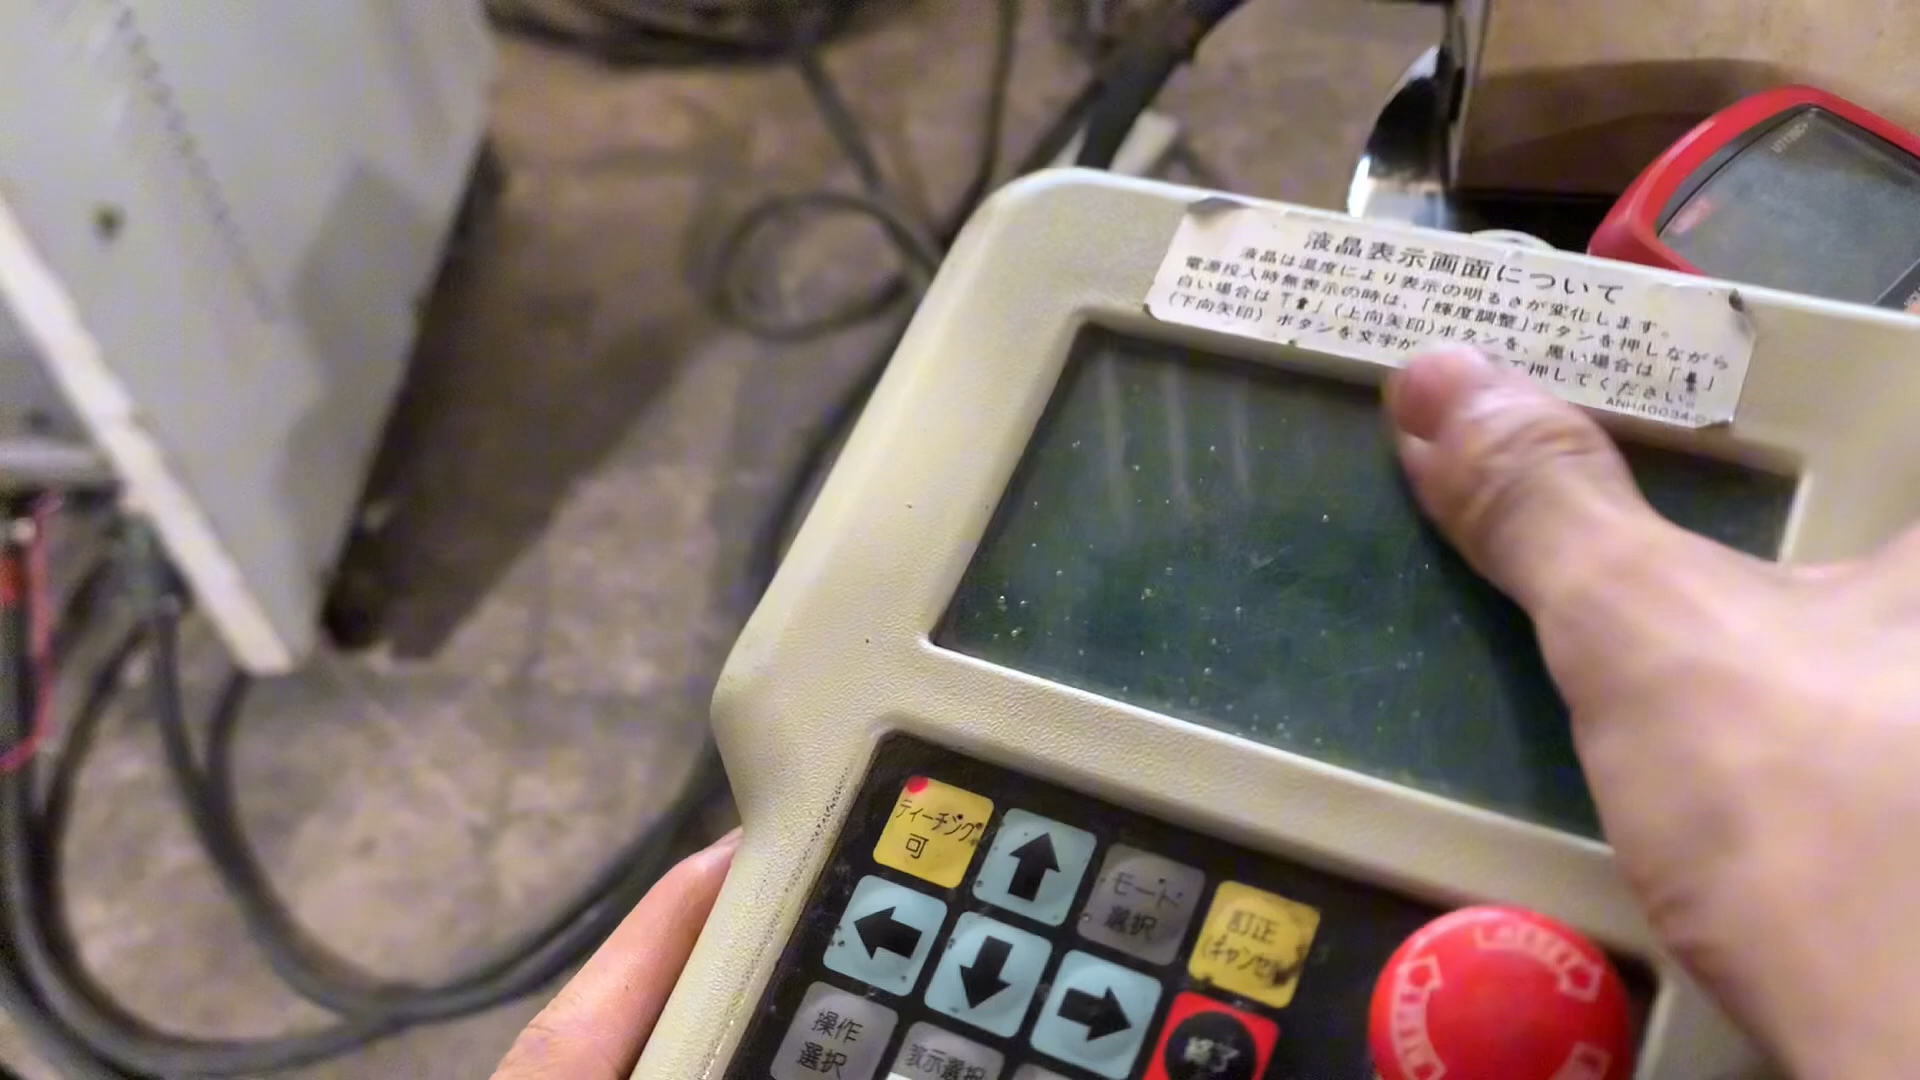 液晶表示画面について
液晶は温度により表示の明るさが変化します。
電源投入時無表示の時は、「輝度調整」ボタンを押しながら
白い場合は「⬆」(上向矢印)ボタンを、黒い場合は「⬇」
(下向矢印)ボタンを文字が で押してください。
ANH40034-0
ティーチング
可
モード
選択
訂正
(キャンセル)
操作
選択
表示選択
終了